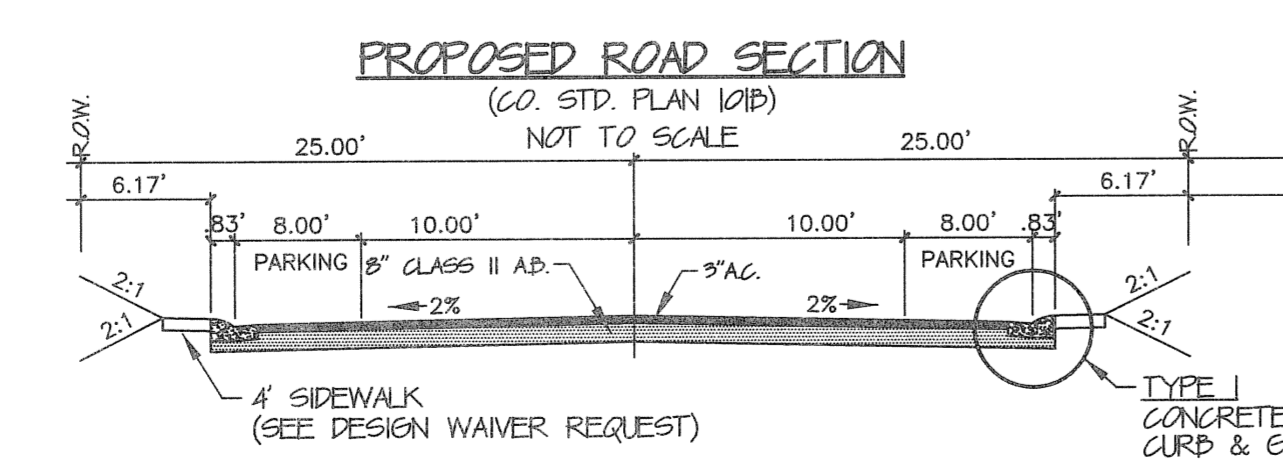 PROPOSED ROAD SECTION
(CO. STD. PLAN 101B)
NOT TO SCALE
R.O.W.
R.O.W.
25.00'
25.00'
6.17'
6.17'
.83'
8.00'
10.00'
10.00'
8.00'
.83'
PARKING
8" CLASS II A.B.
3"A.C.
PARKING
2%
2%
2:1
2:1
2:1
2:1
4' SIDEWALK
(SEE DESIGN WAIVER REQUEST)
TYPE 1
CONCRETE
CURB &